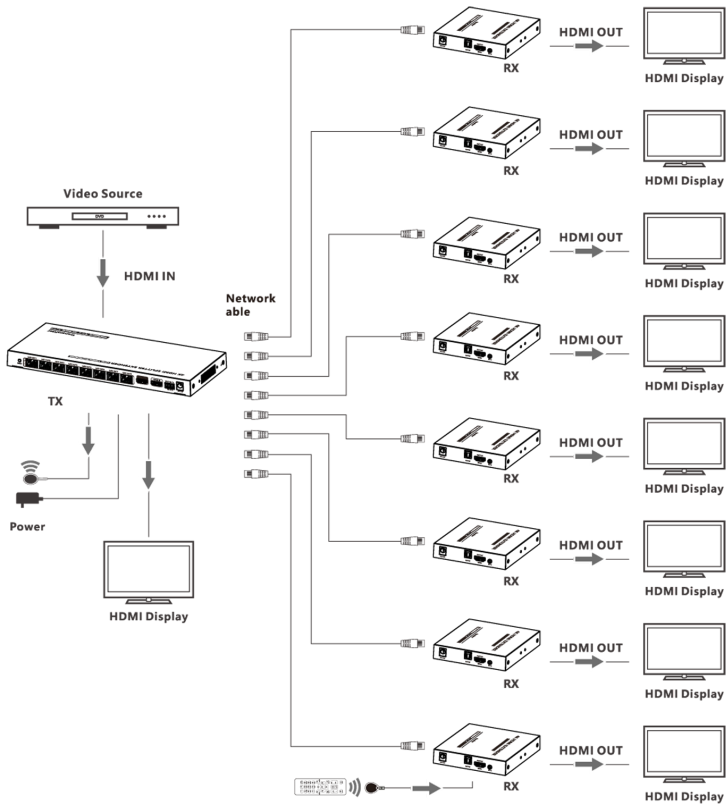 HDMI OUT
RX
HDMI Display
HDMI OUT
RX
HDMI Display
Video Source
DVD
HDMI IN
HDMI OUT
RX
HDMI Display
Network
able
HDMI OUT
RX
HDMI Display
TX
HDMI OUT
RX
HDMI Display
Power
HDMI OUT
RX
HDMI Display
HDMI Display
HDMI OUT
RX
HDMI Display
HDMI OUT
RX
HDMI Display